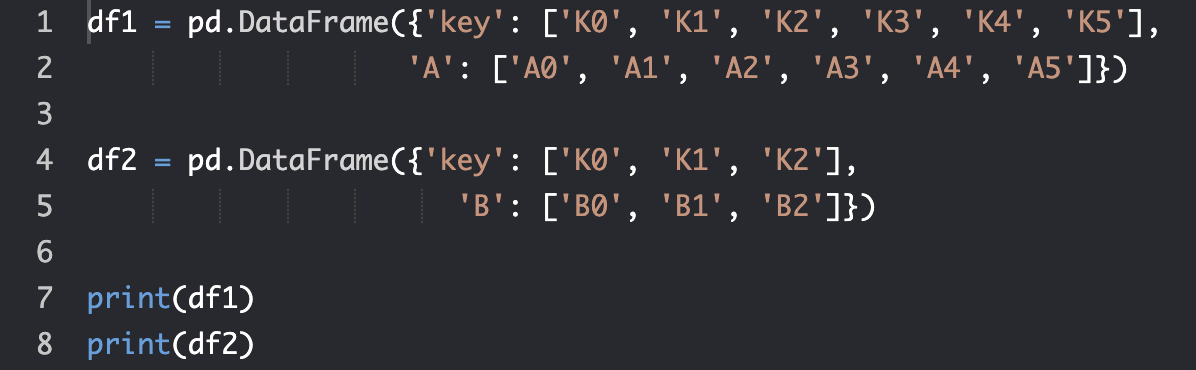 1 df1 = pd.DataFrame({'key': ['K0', 'K1', 'K2', 'K3', 'K4', 'K5'],
2                    'A': ['A0', 'A1', 'A2', 'A3', 'A4', 'A5']})
3
4 df2 = pd.DataFrame({'key': ['K0', 'K1', 'K2'],
5                       'B': ['B0', 'B1', 'B2']})
6
7 print(df1)
8 print(df2)